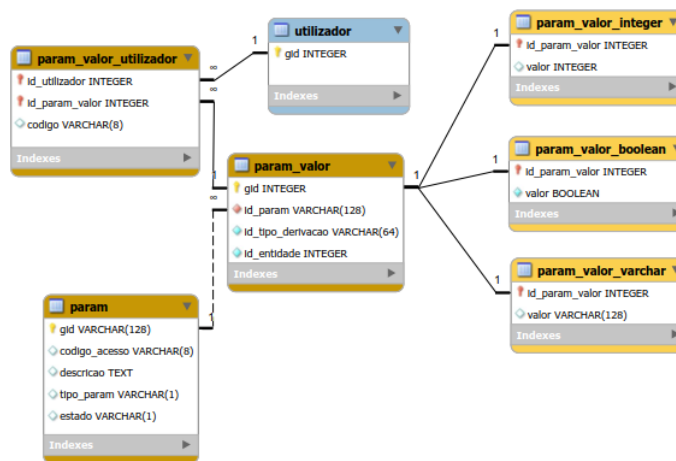 param_valor_utilizador
id_utilizador INTEGER
id_param_valor INTEGER
codigo VARCHAR(8)
Indexes
∞
∞
1
utilizador
gid INTEGER
Indexes
1
param_valor_integer
id_param_valor INTEGER
valor INTEGER
Indexes
1
param_valor_boolean
id_param_valor INTEGER
valor BOOLEAN
Indexes
1
param_valor_varchar
id_param_valor INTEGER
valor VARCHAR(128)
Indexes
1
∞
param_valor
gid INTEGER
id_param VARCHAR(128)
id_tipo_derivacao VARCHAR(64)
id_entidade INTEGER
Indexes
1
param
gid VARCHAR(128)
codigo_acesso VARCHAR(8)
descricao TEXT
tipo_param VARCHAR(1)
estado VARCHAR(1)
Indexes
1